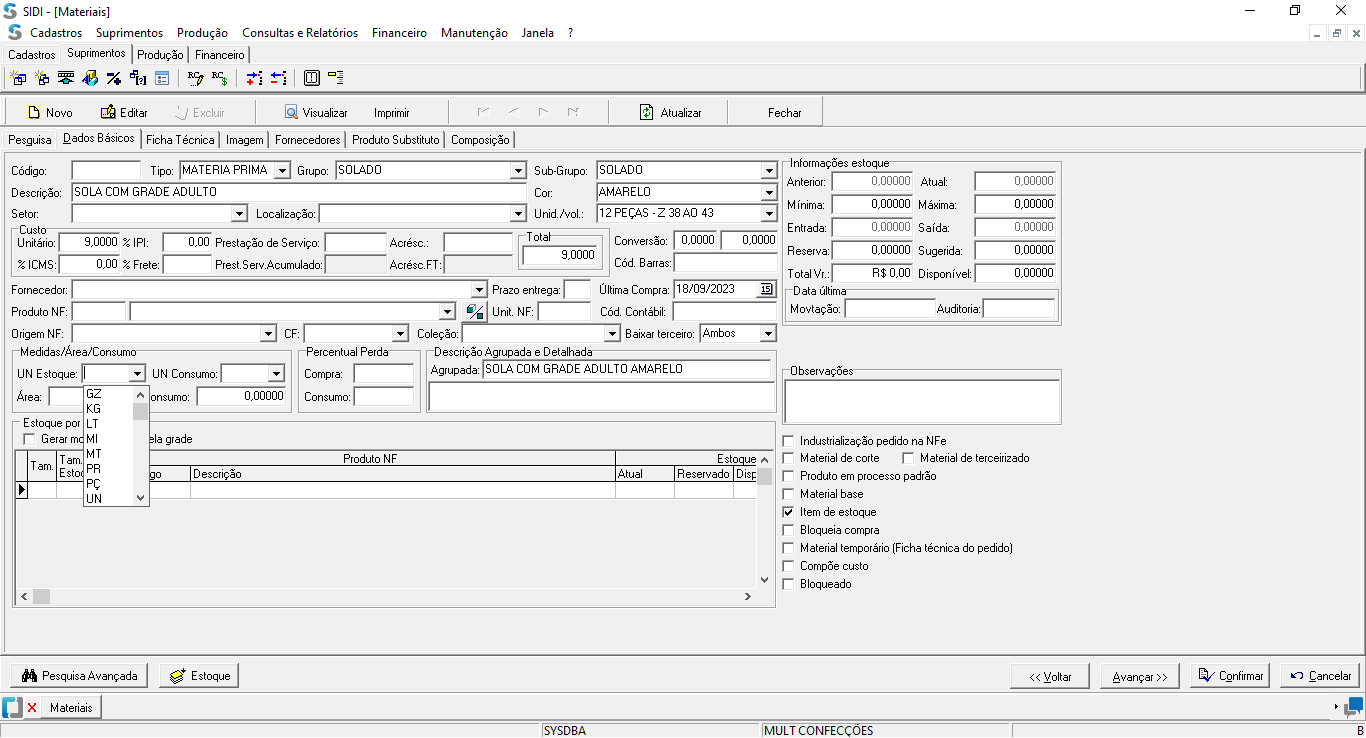 SIDI - [Materiais]
Cadastros Suprimentos Produção Consultas e Relatórios Financeiro Manutenção Janela ?
Cadastros Suprimentos Produção Financeiro
Novo Editar Excluir Visualizar Imprimir Atualizar Fechar
Pesquisa Dados Básicos Ficha Técnica Imagem Fornecedores Produto Substituto Composição
Código: Tipo: MATERIA PRIMA Grupo: SOLADO Sub-Grupo: SOLADO
Descrição: SOLA COM GRADE ADULTO Cor: AMARELO
Setor: Localização: Unid./vol.: 12 PEÇAS - Z 38 AO 43
Custo
Unitário: 9,0000 % IPI: 0,00 Prestação de Serviço: Acrésc.: Total 9,0000 Conversão: 0,0000 0,0000
% ICMS: 0,00 % Frete: Prest.Serv.Acumulado: Acrésc.FT: Cód. Barras:
Fornecedor: Prazo entrega: Última Compra: 18/09/2023 15
Produto NF: Unit. NF: Cód. Contábil:
Origem NF: CF: Coleção: Baixar terceiro: Ambos
Informações estoque
Anterior: 0,00000 Atual: 0,00000
Mínima: 0,00000 Máxima: 0,00000
Entrada: 0,00000 Saída: 0,00000
Reserva: 0,00000 Sugerida: 0,00000
Total Vr.: R$ 0,00 Disponível: 0,00000
Data última
Movtação: Auditoria:
Medidas/Área/Consumo
UN Estoque: UN Consumo:
Área: onsumo: 0,00000
GZ
KG
LT
MI
MT
PR
PÇ
UN
Percentual Perda
Compra:
Consumo:
Descrição Agrupada e Detalhada
Agrupada: SOLA COM GRADE ADULTO AMARELO
Observações
Estoque por
Gerar mo ela grade
Produto NF Estoque
Tam. Tam. Esto go Descrição Atual Reservado Disp
Industrialização pedido na NFe
Material de corte Material de terceirizado
Produto em processo padrão
Material base
Item de estoque
Bloqueia compra
Material temporário (Ficha técnica do pedido)
Compõe custo
Bloqueado
Pesquisa Avançada Estoque << Voltar Avançar >> Confirmar Cancelar
Materiais
SYSDBA MULT CONFECÇÕES B